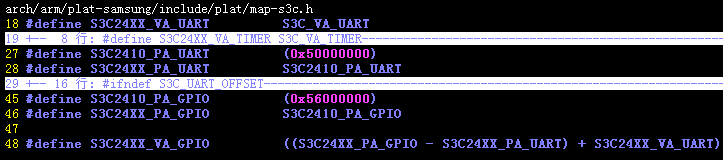 arch/arm/plat-samsung/include/plat/map-s3c.h
18 #define S3C24XX_VA_UART S3C_VA_UART
19 +-- 8 行: #define S3C24XX_VA_TIMER S3C_VA_TIMER
27 #define S3C2410_PA_UART (0x50000000)
28 #define S3C24XX_PA_UART S3C2410_PA_UART
29 +-- 16 行: #ifndef S3C_UART_OFFSET
45 #define S3C2410_PA_GPIO (0x56000000)
46 #define S3C24XX_PA_GPIO S3C2410_PA_GPIO
47
48 #define S3C24XX_VA_GPIO ((S3C24XX_PA_GPIO - S3C24XX_PA_UART) + S3C24XX_VA_UART)